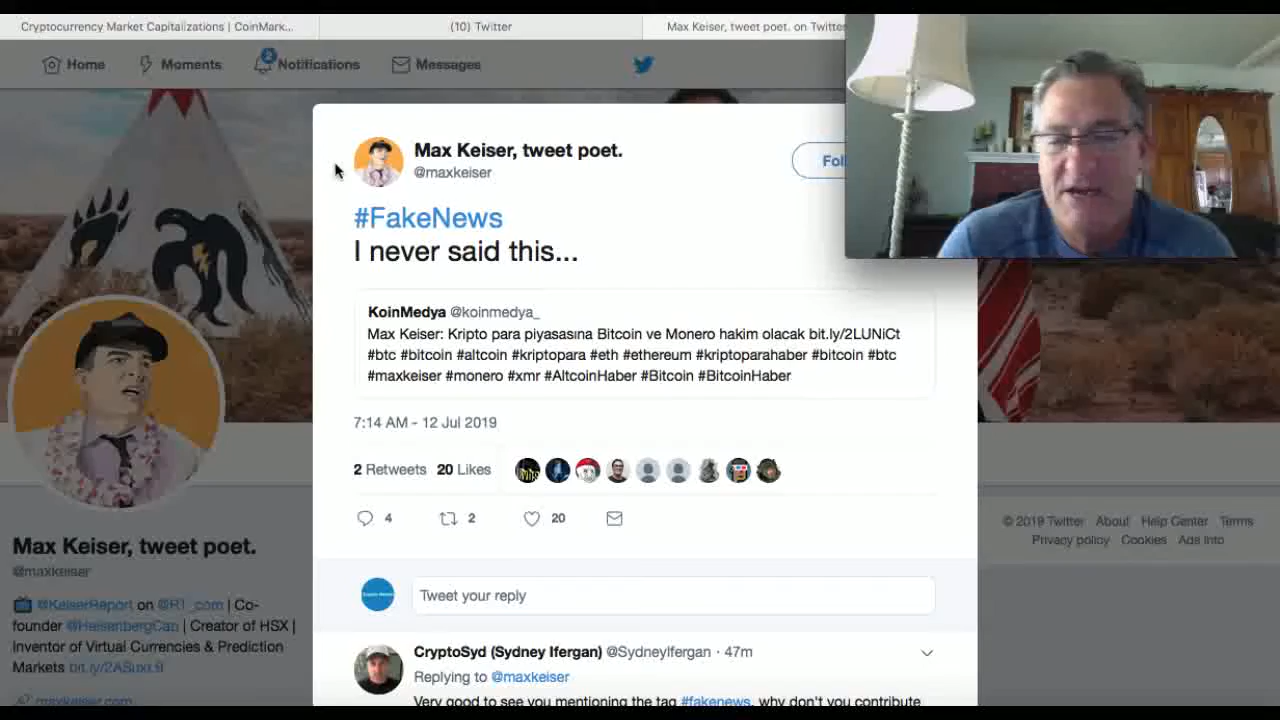 Cryptocurrency Market Capitalizations | CoinMark...
(10) Twitter
Max Keiser, tweet poet. on Twitter
Home
Moments
2
Notifications
Messages
Max Keiser, tweet poet.
@maxkeiser
Foll
#FakeNews
I never said this...
KoinMedya @koinmedya_
Max Keiser: Kripto para piyasasına Bitcoin ve Monero hakim olacak bit.ly/2LUNiCt
#btc #bitcoin #altcoin #kriptopara #eth #ethereum #kriptoparahaber #bitcoin #btc
#maxkeiser #monero #xmr #AltcoinHaber #Bitcoin #BitcoinHaber
7:14 AM - 12 Jul 2019
2 Retweets 20 Likes
4
2
20
Tweet your reply
CryptoSyd (Sydney Ifergan) @SydneyIfergan · 47m
Replying to @maxkeiser
Very good to see you mentioning the tag #fakenews, why don't you contribute
Max Keiser, tweet poet.
@maxkeiser
@KeiserReport on @RT_com | Co-
founder @HeisenbergCap | Creator of HSX |
Inventor of Virtual Currencies & Prediction
Markets
maxkeiser.com
© 2019 Twitter About Help Center Terms
Privacy policy Cookies Ads info